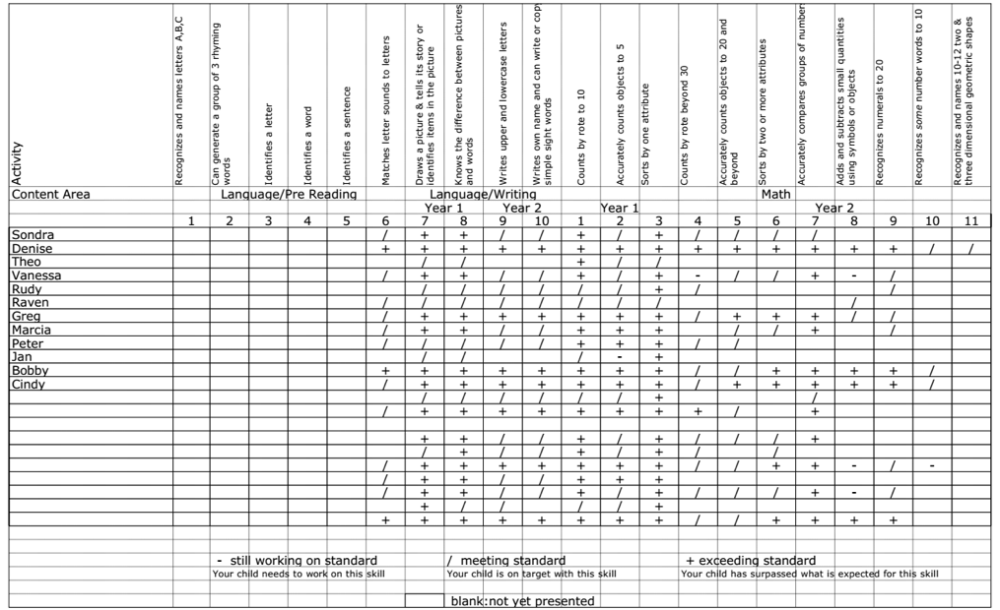 Activity
Recognizes and names letters A,B,C
Can generate a group of 3 rhyming
words
Identifies a letter
Identifies a word
Identifies a sentence
Matches letter sounds to letters
Draws a picture & tells its story or
identifies items in the picture
Knows the difference between pictures
and words
Writes upper and lowercase letters
Writes own name and can write or copy
simple sight words
Counts by rote to 10
Accurately counts objects to 5
Sorts by one attribute
Counts by rote beyond 30
Accurately counts objects to 20 and
beyond
Sorts by two or more attributes
Accurately compares groups of number
Adds and subtracts small quantities
using symbols or objects
Recognizes numerals to 20
Recognizes some number words to 10
Recognizes and names 10-12 two &
three dimensional geometric shapes
Content Area Language/Pre Reading Language/Writing Math
Year 1 Year 2 Year 1 Year 2
1 2 3 4 5 6 7 8 9 10 1 2 3 4 5 6 7 8 9 10 11
Sondra / + + / / + / + / / / /
Denise + + + + + + + + + + + + + + / /
Theo / / + / /
Vanessa / + + / / + / + - / / + - /
Rudy / / / / / / + / /
Raven / / / / / / / / /
Greg / + + + + + + + / + + + / /
Marcia / + + / / + + + / / + /
Peter / / / / / + + + / /
Jan / / / - +
Bobby + + + + + + + + / / + + + + /
Cindy / + + + + + + + / + + + + + /
/ / / / / / + /
/ + + + + + + + + / +
+ + / / + / + / / / +
/ + / / + / + / /
/ + + + + + + + / / + + - / -
/ + + / / + + +
/ + + / / + / + / / / + - /
+ / / / / +
+ + + + + + + + / / + + + +
- still working on standard / meeting standard + exceeding standard
Your child needs to work on this skill Your child is on target with this skill Your child has surpassed what is expected for this skill
blank:not yet presented